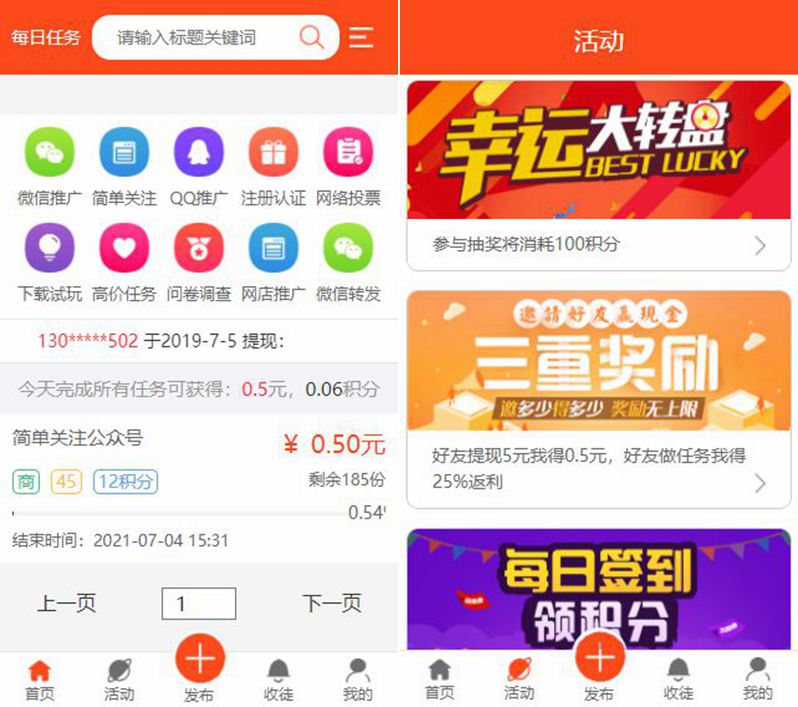 每日任务
请输入标题关键词
微信推广 简单关注 QQ推广 注册认证 网络投票
下载试玩 高价任务 问卷调查 网店推广 微信转发
130*****502 于2019-7-5 提现：
今天完成所有任务可获得：0.5元，0.06积分
简单关注公众号
¥ 0.50元
商 45 12积分
剩余185份
0.54
结束时间：2021-07-04 15:31
上一页 1 下一页
首页 活动 发布 收徒 我的
活动
幸运大转盘
BEST LUCKY
参与抽奖将消耗100积分
邀請好友赢现金
三重奖励
邀多少得多少 奖励无上限
好友提现5元我得0.5元，好友做任务我得
25%返利
每日签到
领积分
首页 活动 发布 收徒 我的